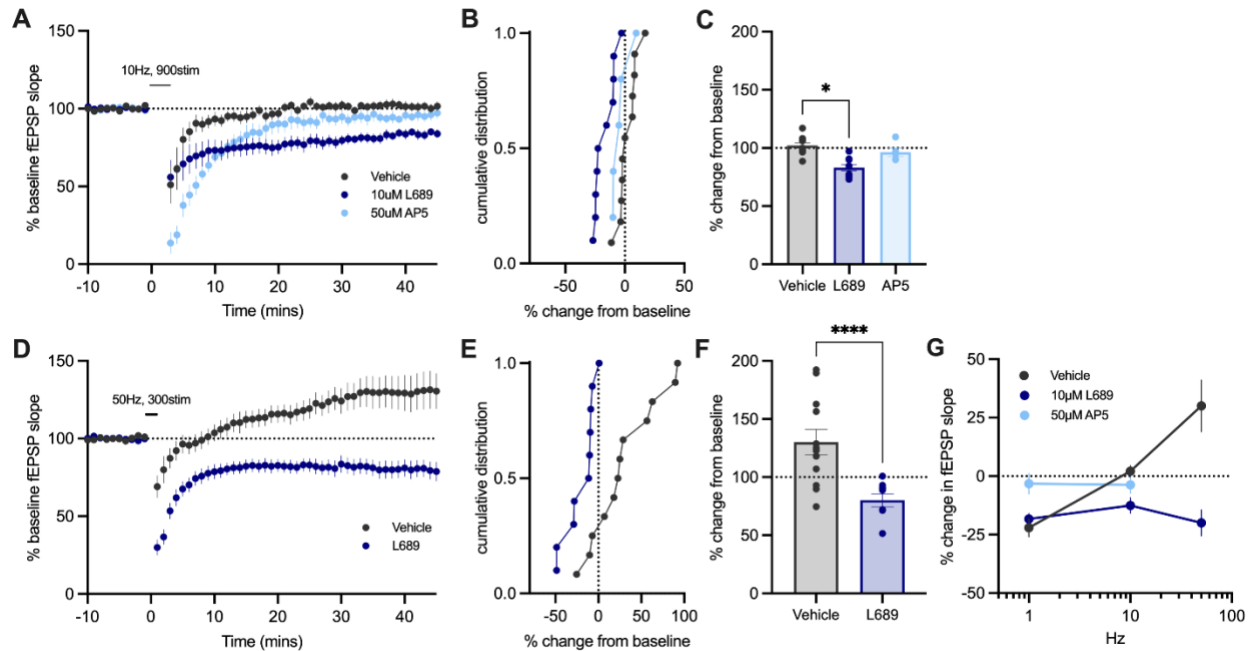 A
% baseline fEPSP slope
150
100
50
0
10Hz, 900stim
Vehicle
10uM L689
50uM AP5
-10 0 10 20 30 40
Time (mins)
B
cumulative distribution
1.0
0.5
0.0
-50 0 50
% change from baseline
C
% change from baseline
200
150
100
50
0
*
Vehicle L689 AP5
D
% baseline fEPSP slope
150
100
50
0
50Hz, 300stim
Vehicle
L689
-10 0 10 20 30 40
Time (mins)
E
cumulative distribution
1.0
0.5
0.0
-50 0 50 100
% change from baseline
F
% change from baseline
200
150
100
50
0
****
Vehicle L689
G
% change in fEPSP slope
50
25
0
-25
-50
Vehicle
10µM L689
50µM AP5
1 10 100
Hz